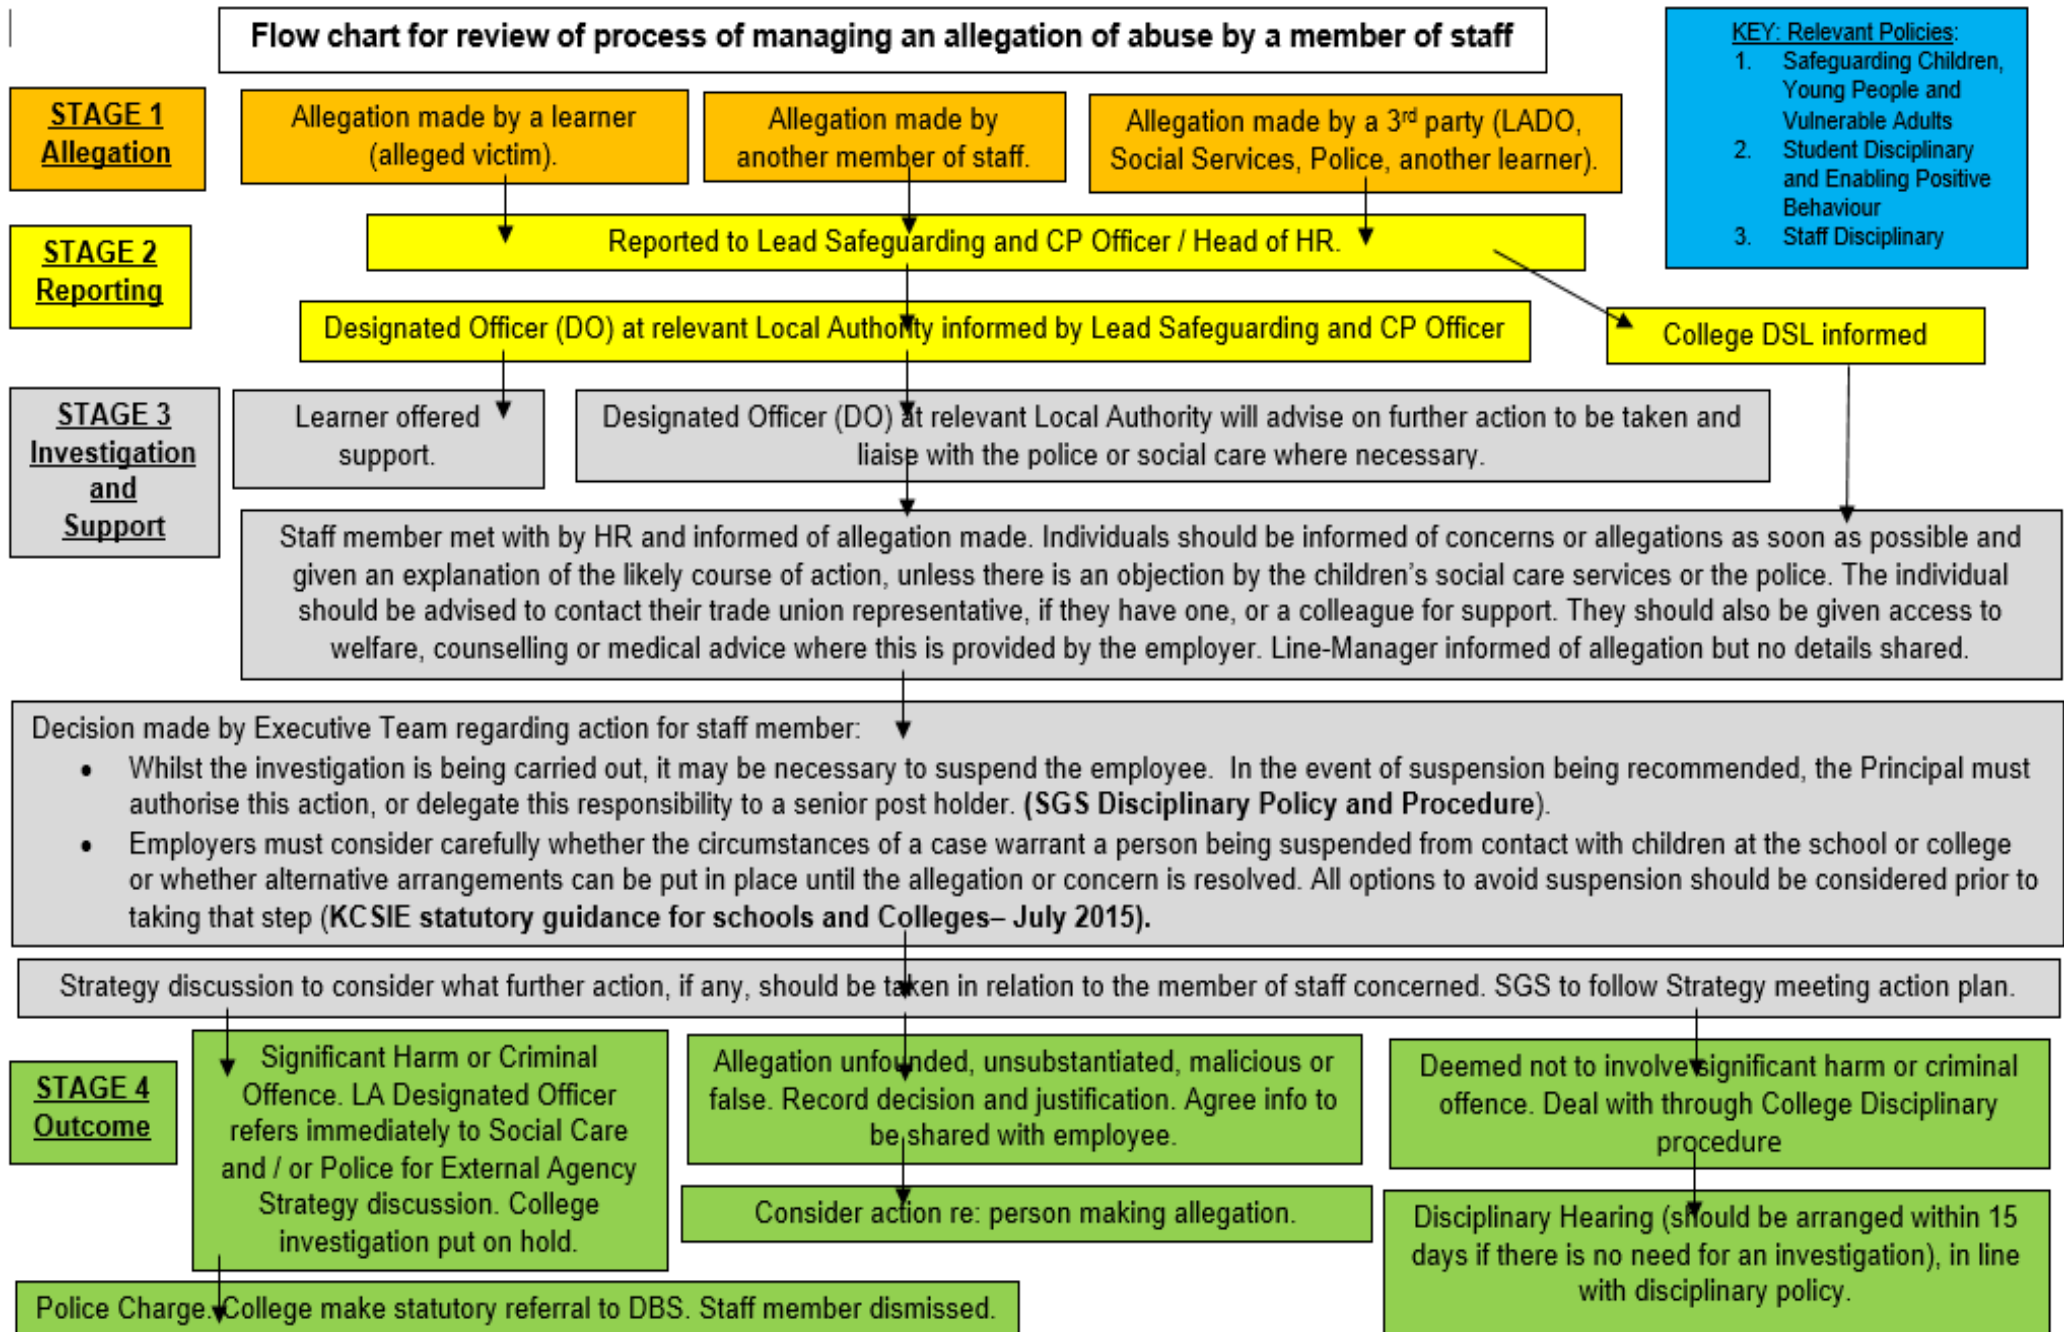 Flow chart for review of process of managing an allegation of abuse by a member of staff
KEY: Relevant Policies:
1. Safeguarding Children,
Young People and
Vulnerable Adults
2. Student Disciplinary
and Enabling Positive
Behaviour
3. Staff Disciplinary
STAGE 1
Allegation
Allegation made by a learner
(alleged victim).
Allegation made by
another member of staff.
Allegation made by a 3rd party (LADO,
Social Services, Police, another learner).
STAGE 2
Reporting
Reported to Lead Safeguarding and CP Officer / Head of HR.
Designated Officer (DO) at relevant Local Authority informed by Lead Safeguarding and CP Officer
College DSL informed
STAGE 3
Investigation
and
Support
Learner offered
support.
Designated Officer (DO) at relevant Local Authority will advise on further action to be taken and
liaise with the police or social care where necessary.
Staff member met with by HR and informed of allegation made. Individuals should be informed of concerns or allegations as soon as possible and
given an explanation of the likely course of action, unless there is an objection by the children's social care services or the police. The individual
should be advised to contact their trade union representative, if they have one, or a colleague for support. They should also be given access to
welfare, counselling or medical advice where this is provided by the employer. Line-Manager informed of allegation but no details shared.
Decision made by Executive Team regarding action for staff member:
• Whilst the investigation is being carried out, it may be necessary to suspend the employee. In the event of suspension being recommended, the Principal must
authorise this action, or delegate this responsibility to a senior post holder. (SGS Disciplinary Policy and Procedure).
• Employers must consider carefully whether the circumstances of a case warrant a person being suspended from contact with children at the school or college
or whether alternative arrangements can be put in place until the allegation or concern is resolved. All options to avoid suspension should be considered prior to
taking that step (KCSIE statutory guidance for schools and Colleges– July 2015).
Strategy discussion to consider what further action, if any, should be taken in relation to the member of staff concerned. SGS to follow Strategy meeting action plan.
STAGE 4
Outcome
Significant Harm or Criminal
Offence. LA Designated Officer
refers immediately to Social Care
and / or Police for External Agency
Strategy discussion. College
investigation put on hold.
Police Charge. College make statutory referral to DBS. Staff member dismissed.
Allegation unfounded, unsubstantiated, malicious or
false. Record decision and justification. Agree info to
be shared with employee.
Consider action re: person making allegation.
Deemed not to involve significant harm or criminal
offence. Deal with through College Disciplinary
procedure
Disciplinary Hearing (should be arranged within 15
days if there is no need for an investigation), in line
with disciplinary policy.